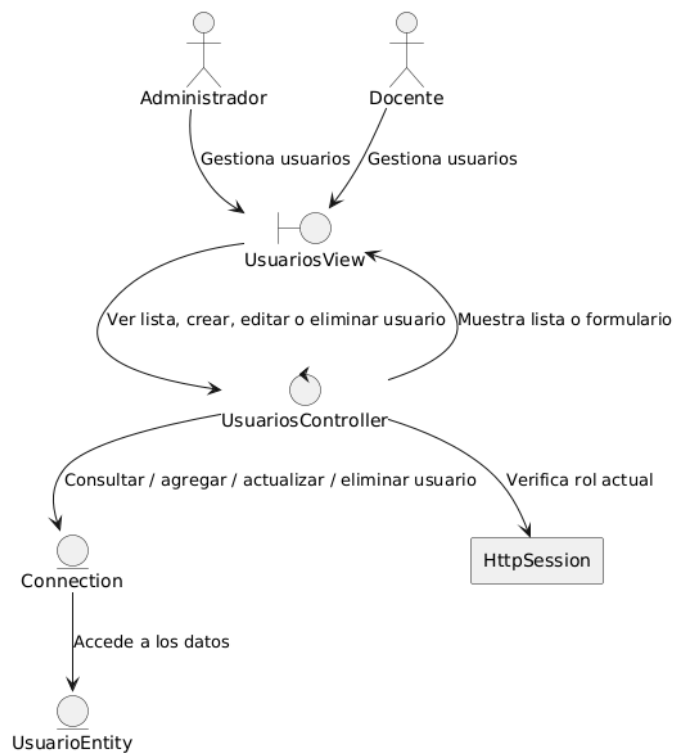 Administrador
Docente
Gestiona usuarios
Gestiona usuarios
UsuariosView
Ver lista, crear, editar o eliminar usuario
Muestra lista o formulario
UsuariosController
Consultar / agregar / actualizar / eliminar usuario
Verifica rol actual
Connection
HttpSession
Accede a los datos
UsuarioEntity